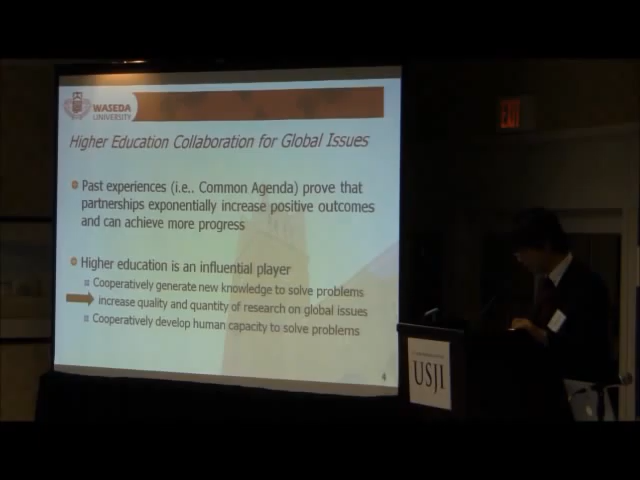 WASEDA
UNIVERSITY
EXIT
Higher Education Collaboration for Global Issues
Past experiences (i.e.. Common Agenda) prove that
partnerships exponentially increase positive outcomes
and can achieve more progress
Higher education is an influential player
Cooperatively generate new knowledge to solve problems
increase quality and quantity of research on global issues
Cooperatively develop human capacity to solve problems
4
USJI